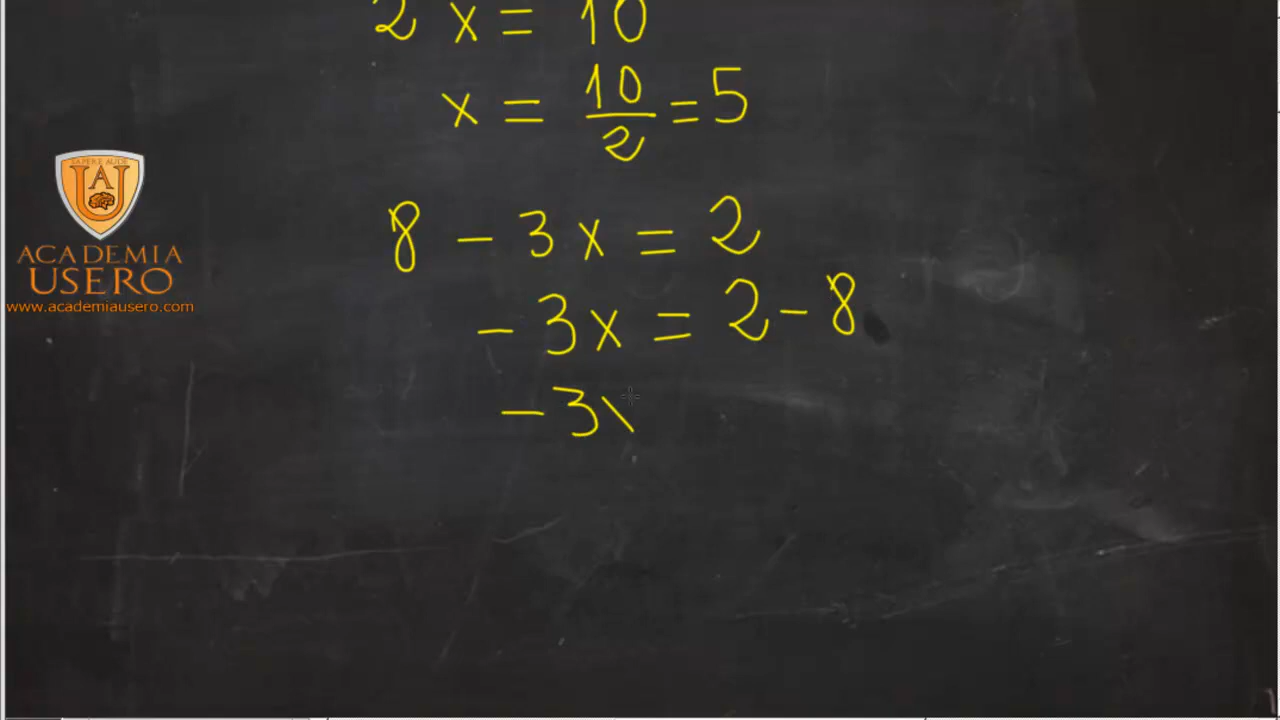 2x = 10
x = 10/2 = 5
SAPERE AUDE
UA
ACADEMIA
USERO
www.academiausero.com
8 - 3x = 2
- 3x = 2 - 8
- 3